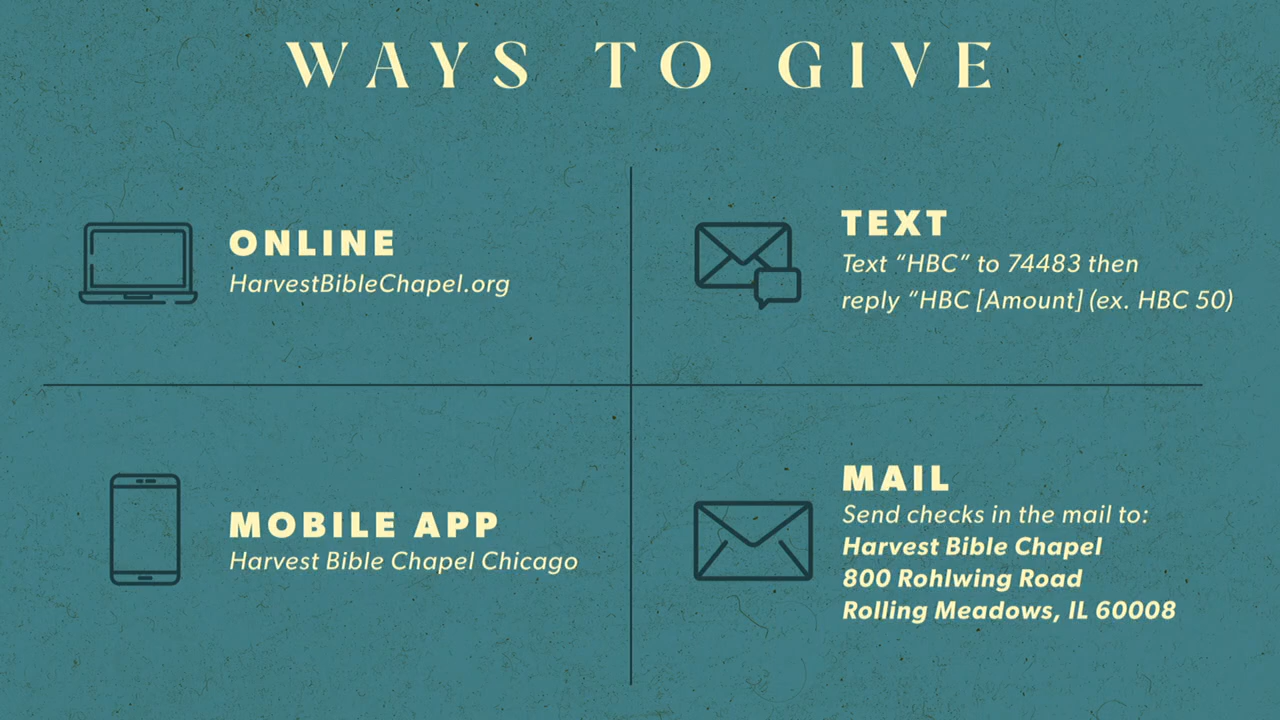 WAYS TO GIVE
ONLINE
HarvestBibleChapel.org
TEXT
Text “HBC” to 74483 then
reply “HBC [Amount] (ex. HBC 50)
MOBILE APP
Harvest Bible Chapel Chicago
MAIL
Send checks in the mail to:
Harvest Bible Chapel
800 Rohlwing Road
Rolling Meadows, IL 60008